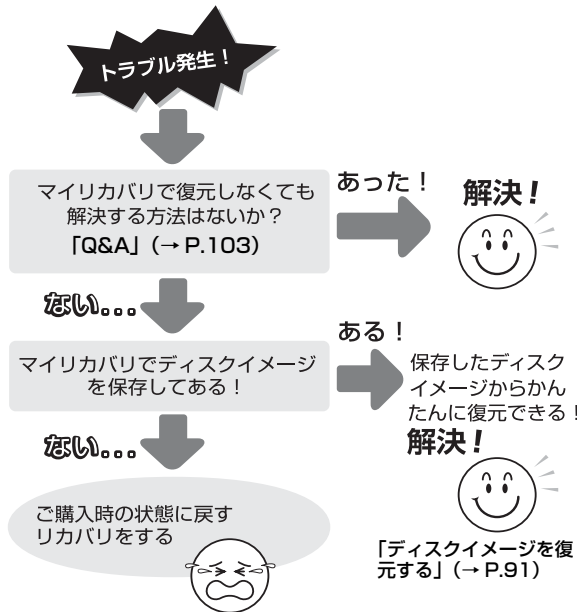 トラブル発生！
マイリカバリで復元しなくても
解決する方法はないか？
「Q&A」（→ P.103）
あった！
解決！
ない...
マイリカバリでディスクイメージ
を保存してある！
ある！
保存したディスク
イメージからかん
たんに復元できる！
解決！
「ディスクイメージを復
元する」（→ P.91）
ない...
ご購入時の状態に戻す
リカバリをする